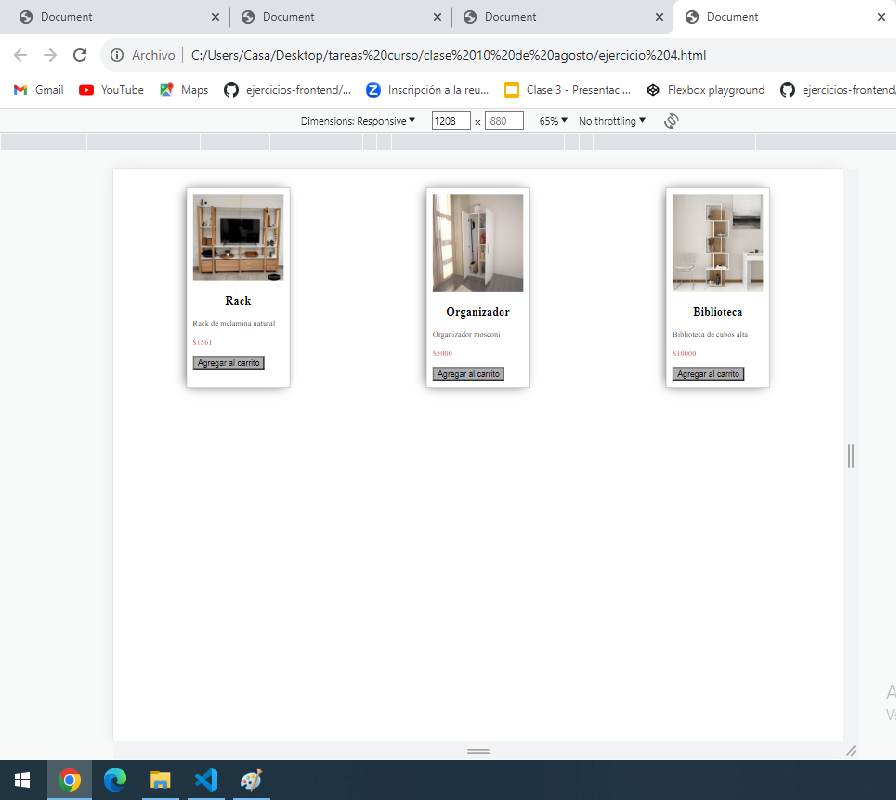 Document
Document
Document
Document
Archivo
C:/Users/Casa/Desktop/tareas%20curso/clase%2010%20de%20agosto/ejercicio%204.html
Gmail
YouTube
Maps
ejercicios-frontend/...
Inscripción a la reu...
Clase 3 - Presentac...
Flexbox playground
ejercicios-frontend
Dimensions: Responsive
1208
x
880
65%
No throttling
Rack
Rack de melamina natural
Agregar al carrito
Organizador
Organizador mosconi
$3000
Agregar al carrito
Biblioteca
Biblioteca de cubos alta
$10000
Agregar al carrito